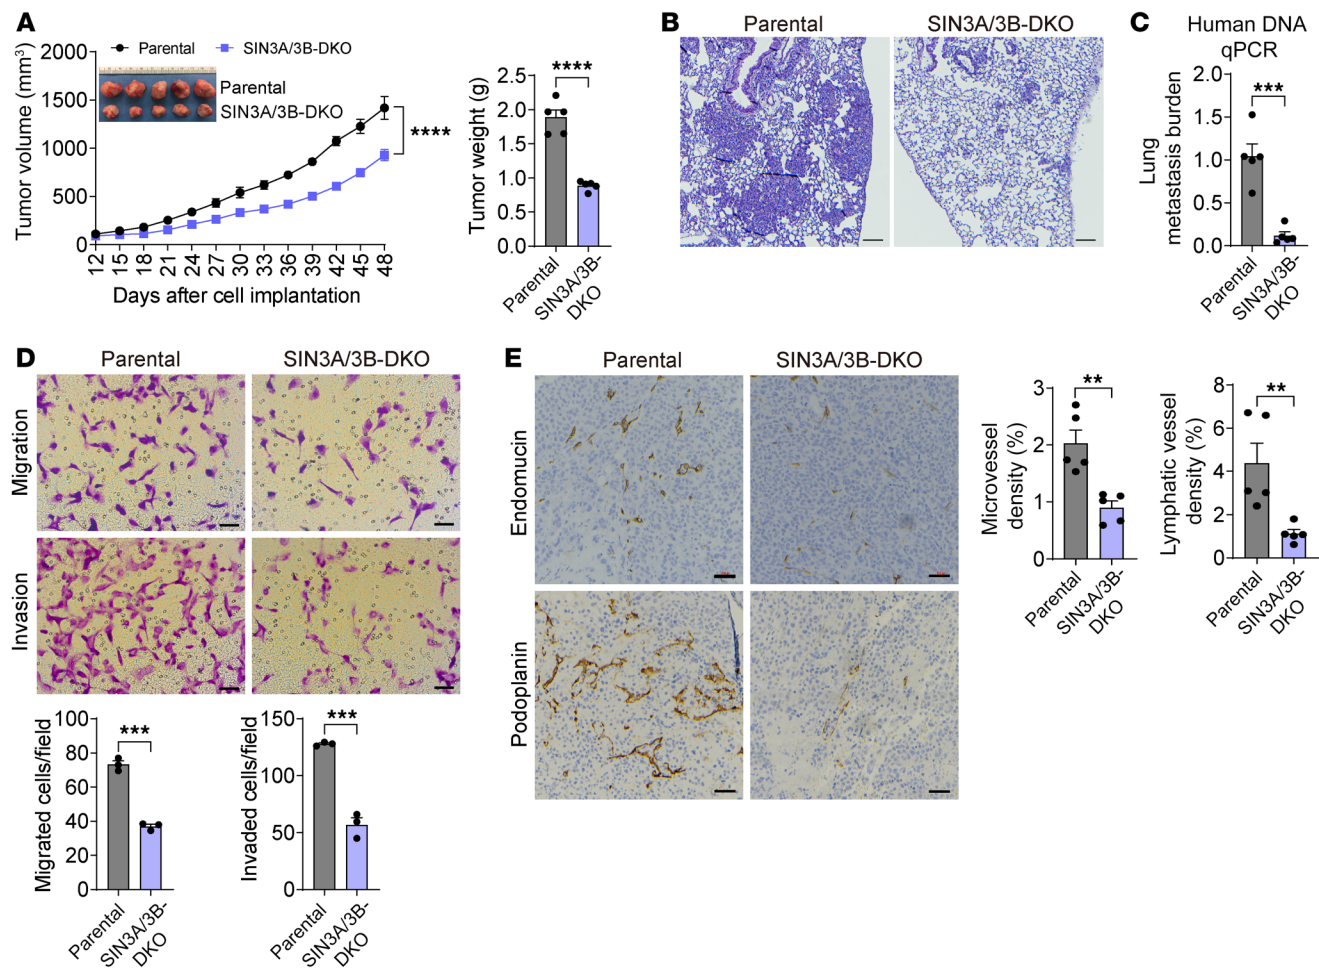 A
Parental
SIN3A/3B-DKO
Tumor volume (mm³)
2000
1500
1000
500
0
Parental
SIN3A/3B-DKO
****
12
15
18
21
24
27
30
33
36
39
42
45
48
Days after cell implantation
Tumor weight (g)
2.5
2.0
1.5
1.0
0.5
0.0
****
Parental
SIN3A/3B-
DKO
B
Parental
SIN3A/3B-DKO
C
Human DNA
qPCR
Lung
metastasis burden
2.0
1.5
1.0
0.5
0.0
***
Parental
SIN3A/3B-
DKO
D
Parental
SIN3A/3B-DKO
Migration
Invasion
Migrated cells/field
100
80
60
40
20
0
***
Parental
SIN3A/3B-
DKO
Invaded cells/field
150
100
50
0
***
Parental
SIN3A/3B-
DKO
E
Parental
SIN3A/3B-DKO
Endomucin
Podoplanin
Microvessel
density (%)
3
2
1
0
**
Parental
SIN3A/3B-
DKO
Lymphatic vessel
density (%)
8
6
4
2
0
**
Parental
SIN3A/3B-
DKO